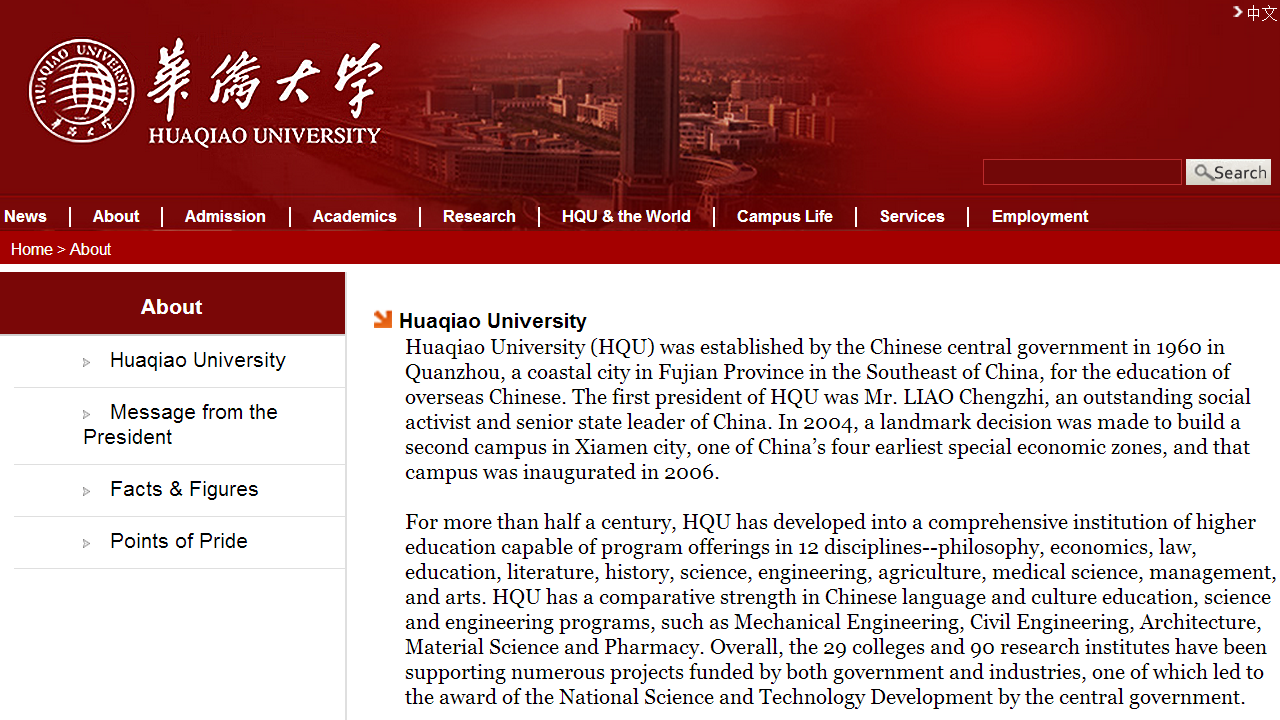 中文
HUAQIAO UNIVERSITY
華僑大学
華僑大学
HUAQIAO UNIVERSITY
Search
News | About | Admission | Academics | Research | HQU & the World | Campus Life | Services | Employment
Home > About
About
Huaqiao University
Message from the
President
Facts & Figures
Points of Pride
Huaqiao University
Huaqiao University (HQU) was established by the Chinese central government in 1960 in
Quanzhou, a coastal city in Fujian Province in the Southeast of China, for the education of
overseas Chinese. The first president of HQU was Mr. LIAO Chengzhi, an outstanding social
activist and senior state leader of China. In 2004, a landmark decision was made to build a
second campus in Xiamen city, one of China’s four earliest special economic zones, and that
campus was inaugurated in 2006.
For more than half a century, HQU has developed into a comprehensive institution of higher
education capable of program offerings in 12 disciplines--philosophy, economics, law,
education, literature, history, science, engineering, agriculture, medical science, management,
and arts. HQU has a comparative strength in Chinese language and culture education, science
and engineering programs, such as Mechanical Engineering, Civil Engineering, Architecture,
Material Science and Pharmacy. Overall, the 29 colleges and 90 research institutes have been
supporting numerous projects funded by both government and industries, one of which led to
the award of the National Science and Technology Development by the central government.